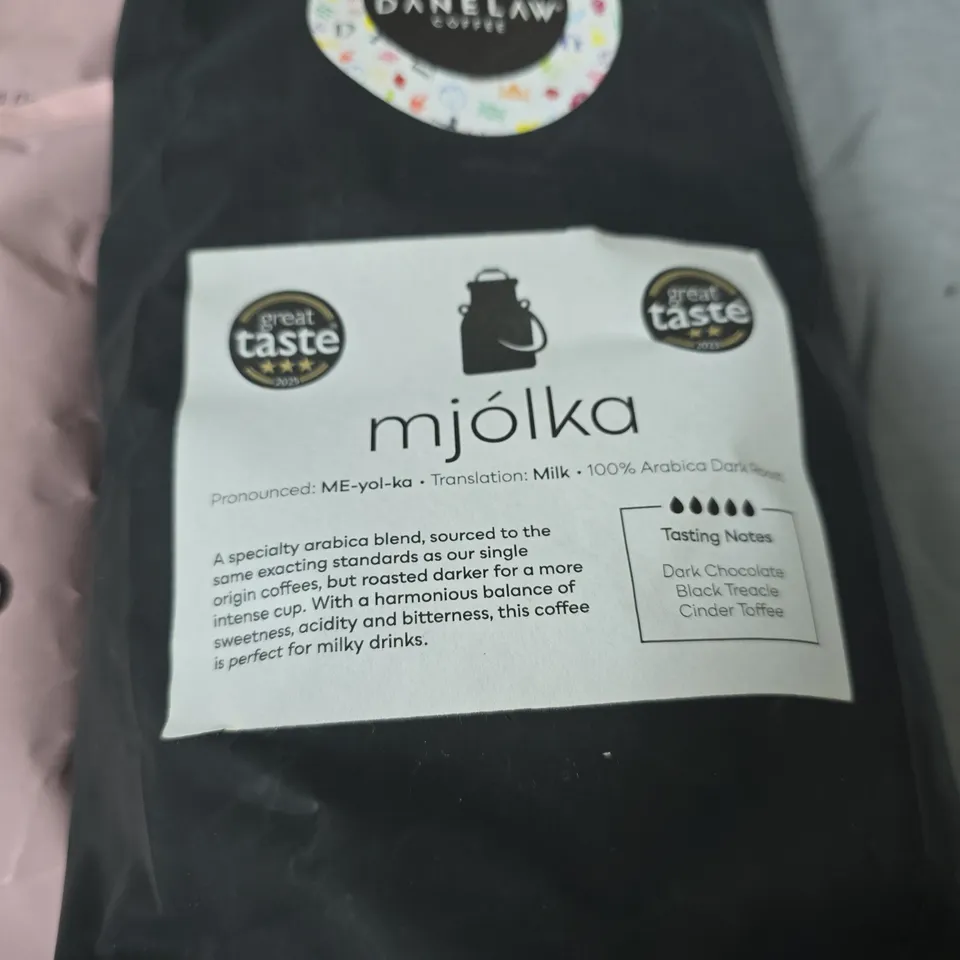 DANELAW
COFFEE
great
taste
2025
great
taste
mjólka
Pronounced: ME-yol-ka • Translation: Milk • 100% Arabica Dark Roast
A specialty arabica blend, sourced to the
same exacting standards as our single
origin coffees, but roasted darker for a more
intense cup. With a harmonious balance of
sweetness, acidity and bitterness, this coffee
is perfect for milky drinks.
Tasting Notes
Dark Chocolate
Black Treacle
Cinder Toffee